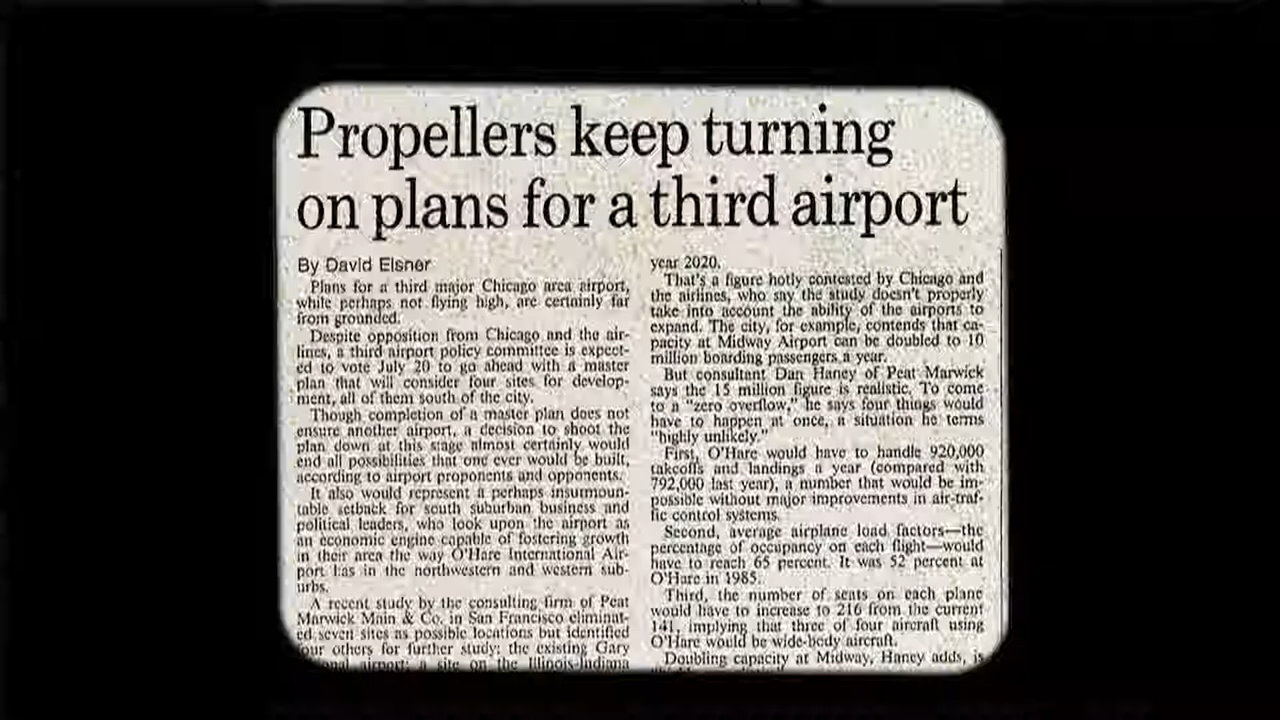 Propellers keep turning
on plans for a third airport
By David Elsner
Plans for a third major Chicago area airport,
while perhaps not flying high, are certainly far
from grounded.
Despite opposition from Chicago and the air-
lines, a third airport policy committee is expect-
ed to vote July 20 to go ahead with a master
plan that will consider four sites for develop-
ment, all of them south of the city.
Though completion of a master plan does not
ensure another airport, a decision to shoot the
plan down at this stage almost certainly would
end all possibilities that one ever would be built,
according to airport proponents and opponents.
It also would represent a perhaps insurmoun-
table setback for south suburban business and
political leaders, who look upon the airport as
an economic engine capable of fostering growth
in their area the way O'Hare International Air-
port has in the northwestern and western sub-
urbs.
A recent study by the consulting firm of Peat
Marwick Main & Co. in San Francisco eliminat-
ed seven sites as possible locations but identified
four others for further study: the existing Gary
airport; a site on the Illinois-Indiana
year 2020.
That's a figure hotly contested by Chicago and
the airlines, who say the study doesn't properly
take into account the ability of the airports to
expand. The city, for example, contends that ca-
pacity at Midway Airport can be doubled to 10
million boarding passengers a year.
But consultant Dan Haney of Peat Marwick
says the 15 million figure is realistic. To come
to a "zero overflow," he says four things would
have to happen at once, a situation he terms
"highly unlikely."
First, O'Hare would have to handle 920,000
takeoffs and landings a year (compared with
792,000 last year), a number that would be im-
possible without major improvements in air-traf-
fic control systems.
Second, average airplane load factors—the
percentage of occupancy on each flight—would
have to reach 65 percent. It was 52 percent at
O'Hare in 1985.
Third, the number of seats on each plane
would have to increase to 216 from the current
141, implying that three of four aircraft using
O'Hare would be wide-body aircraft.
Doubling capacity at Midway, Haney adds, is